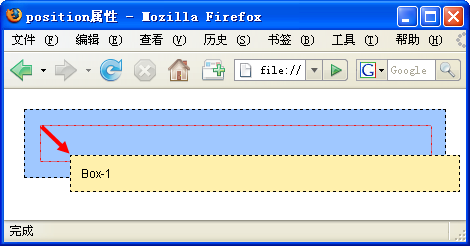 position属性 - Mozilla Firefox
文件 (F) 编辑 (E) 查看 (V) 历史 (S) 书签 (B) 工具 (T) 帮助 (H)
file:// G Google
Box-1
完成